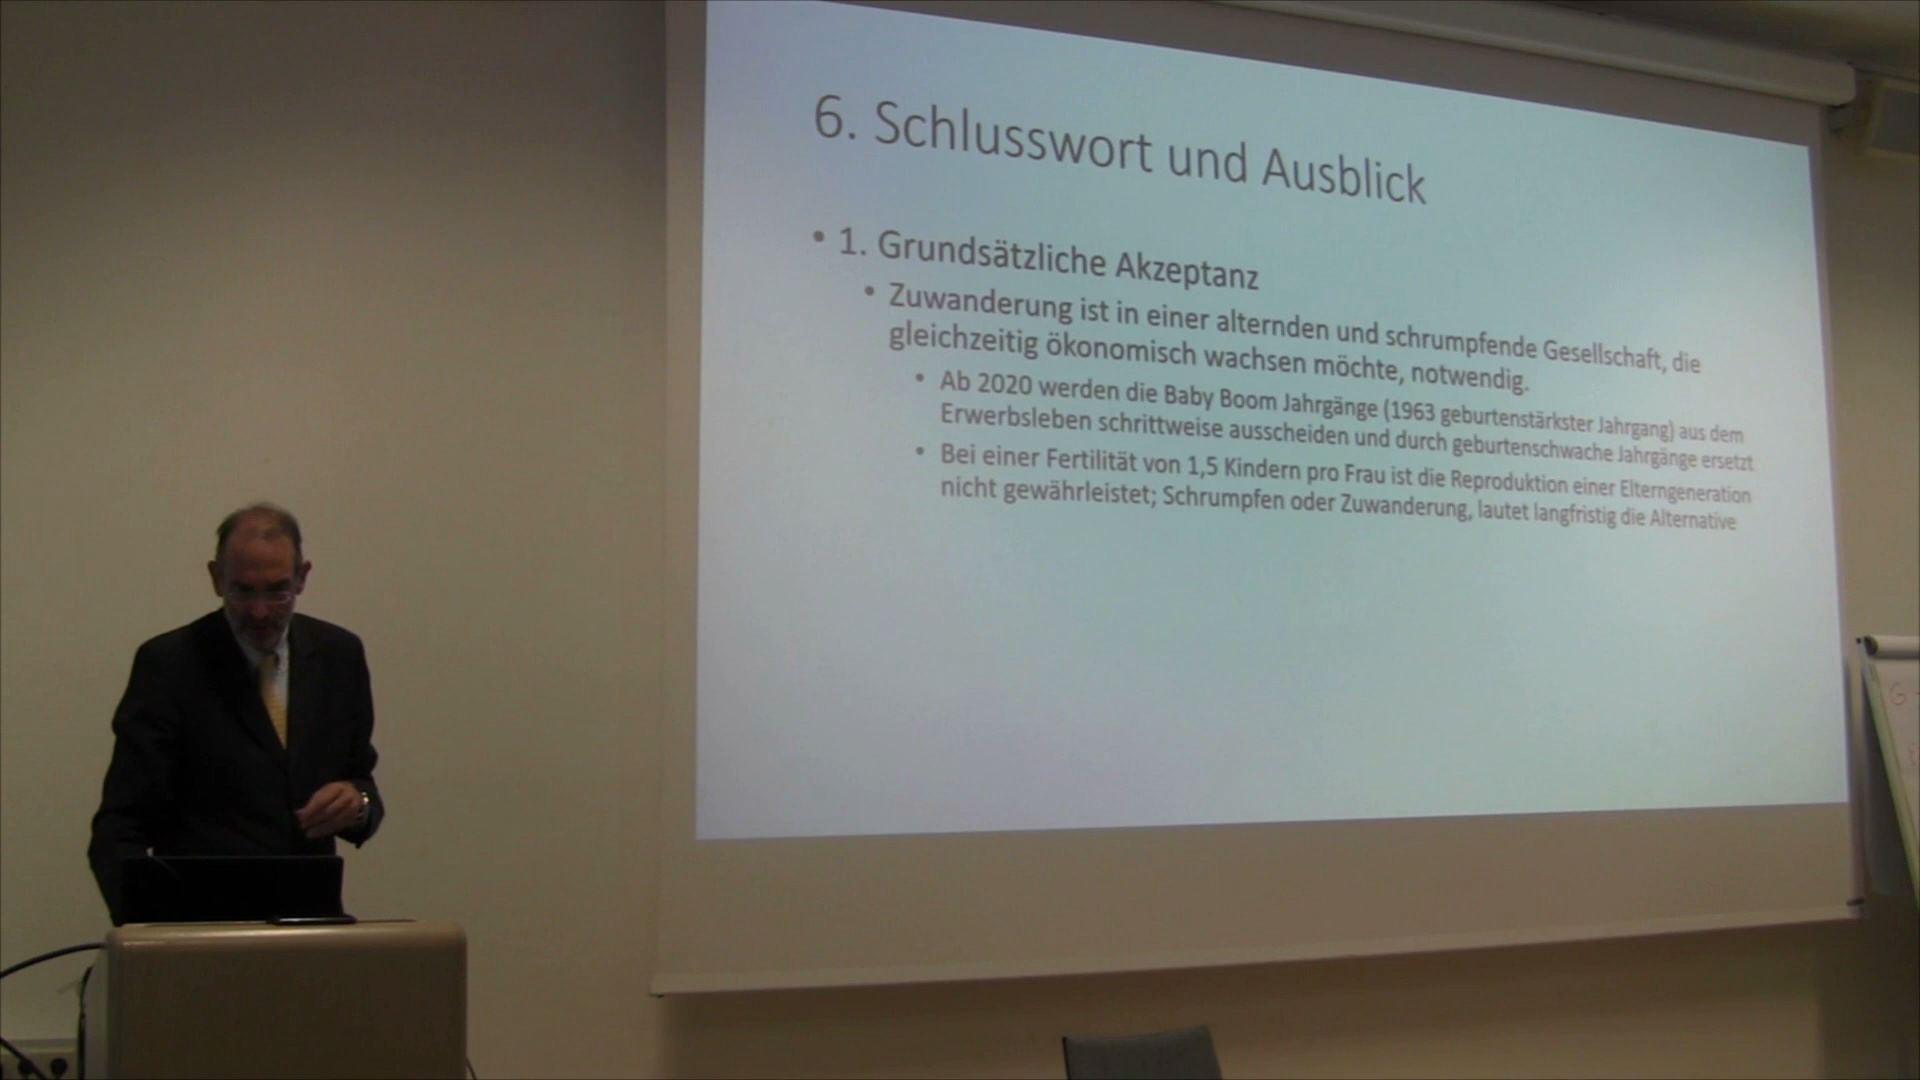 6. Schlusswort und Ausblick
• 1. Grundsätzliche Akzeptanz
• Zuwanderung ist in einer alternden und schrumpfende Gesellschaft, die
gleichzeitig ökonomisch wachsen möchte, notwendig.
• Ab 2020 werden die Baby Boom Jahrgänge (1963 geburtenstärkster Jahrgang) aus dem
Erwerbsleben schrittweise ausscheiden und durch geburtenschwache Jahrgänge ersetzt
• Bei einer Fertilität von 1,5 Kindern pro Frau ist die Reproduktion einer Elterngeneration
nicht gewährleistet; Schrumpfen oder Zuwanderung, lautet langfristig die Alternative